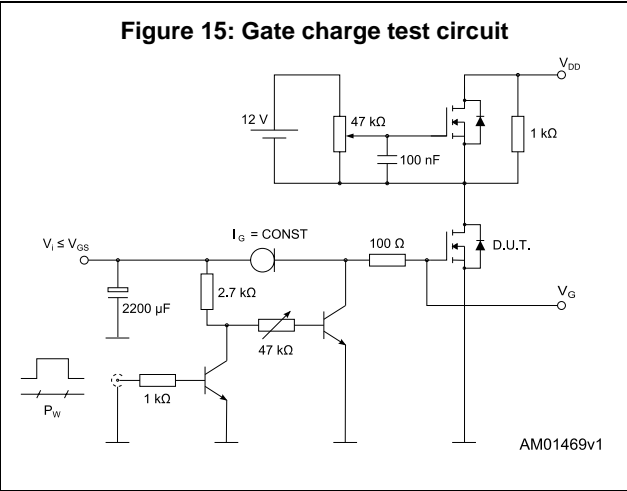 Figure 15: Gate charge test circuit
V_DD
12 V
47 kΩ
1 kΩ
100 nF
I_G = CONST
V_i ≤ V_GS
100 Ω
D.U.T.
2.7 kΩ
2200 μF
V_G
47 kΩ
1 kΩ
P_W
AM01469v1